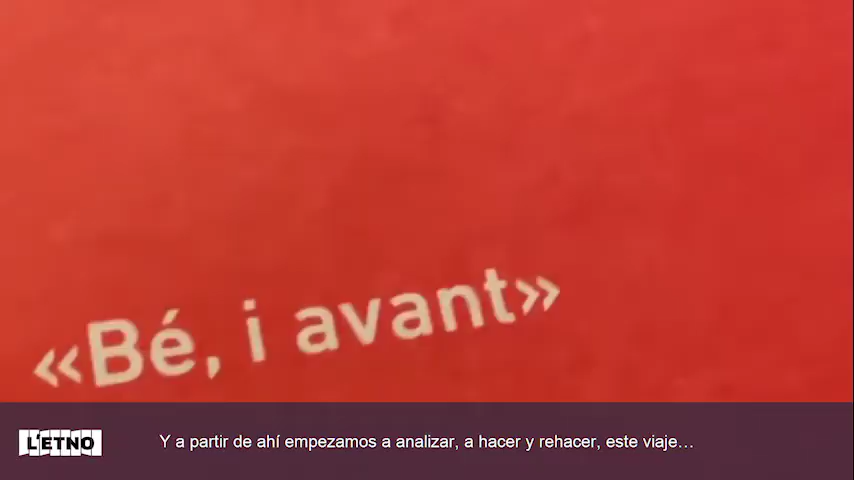 «Bé, i avant»
L'ETNO
Y a partir de ahí empezamos a analizar, a hacer y rehacer, este viaje…